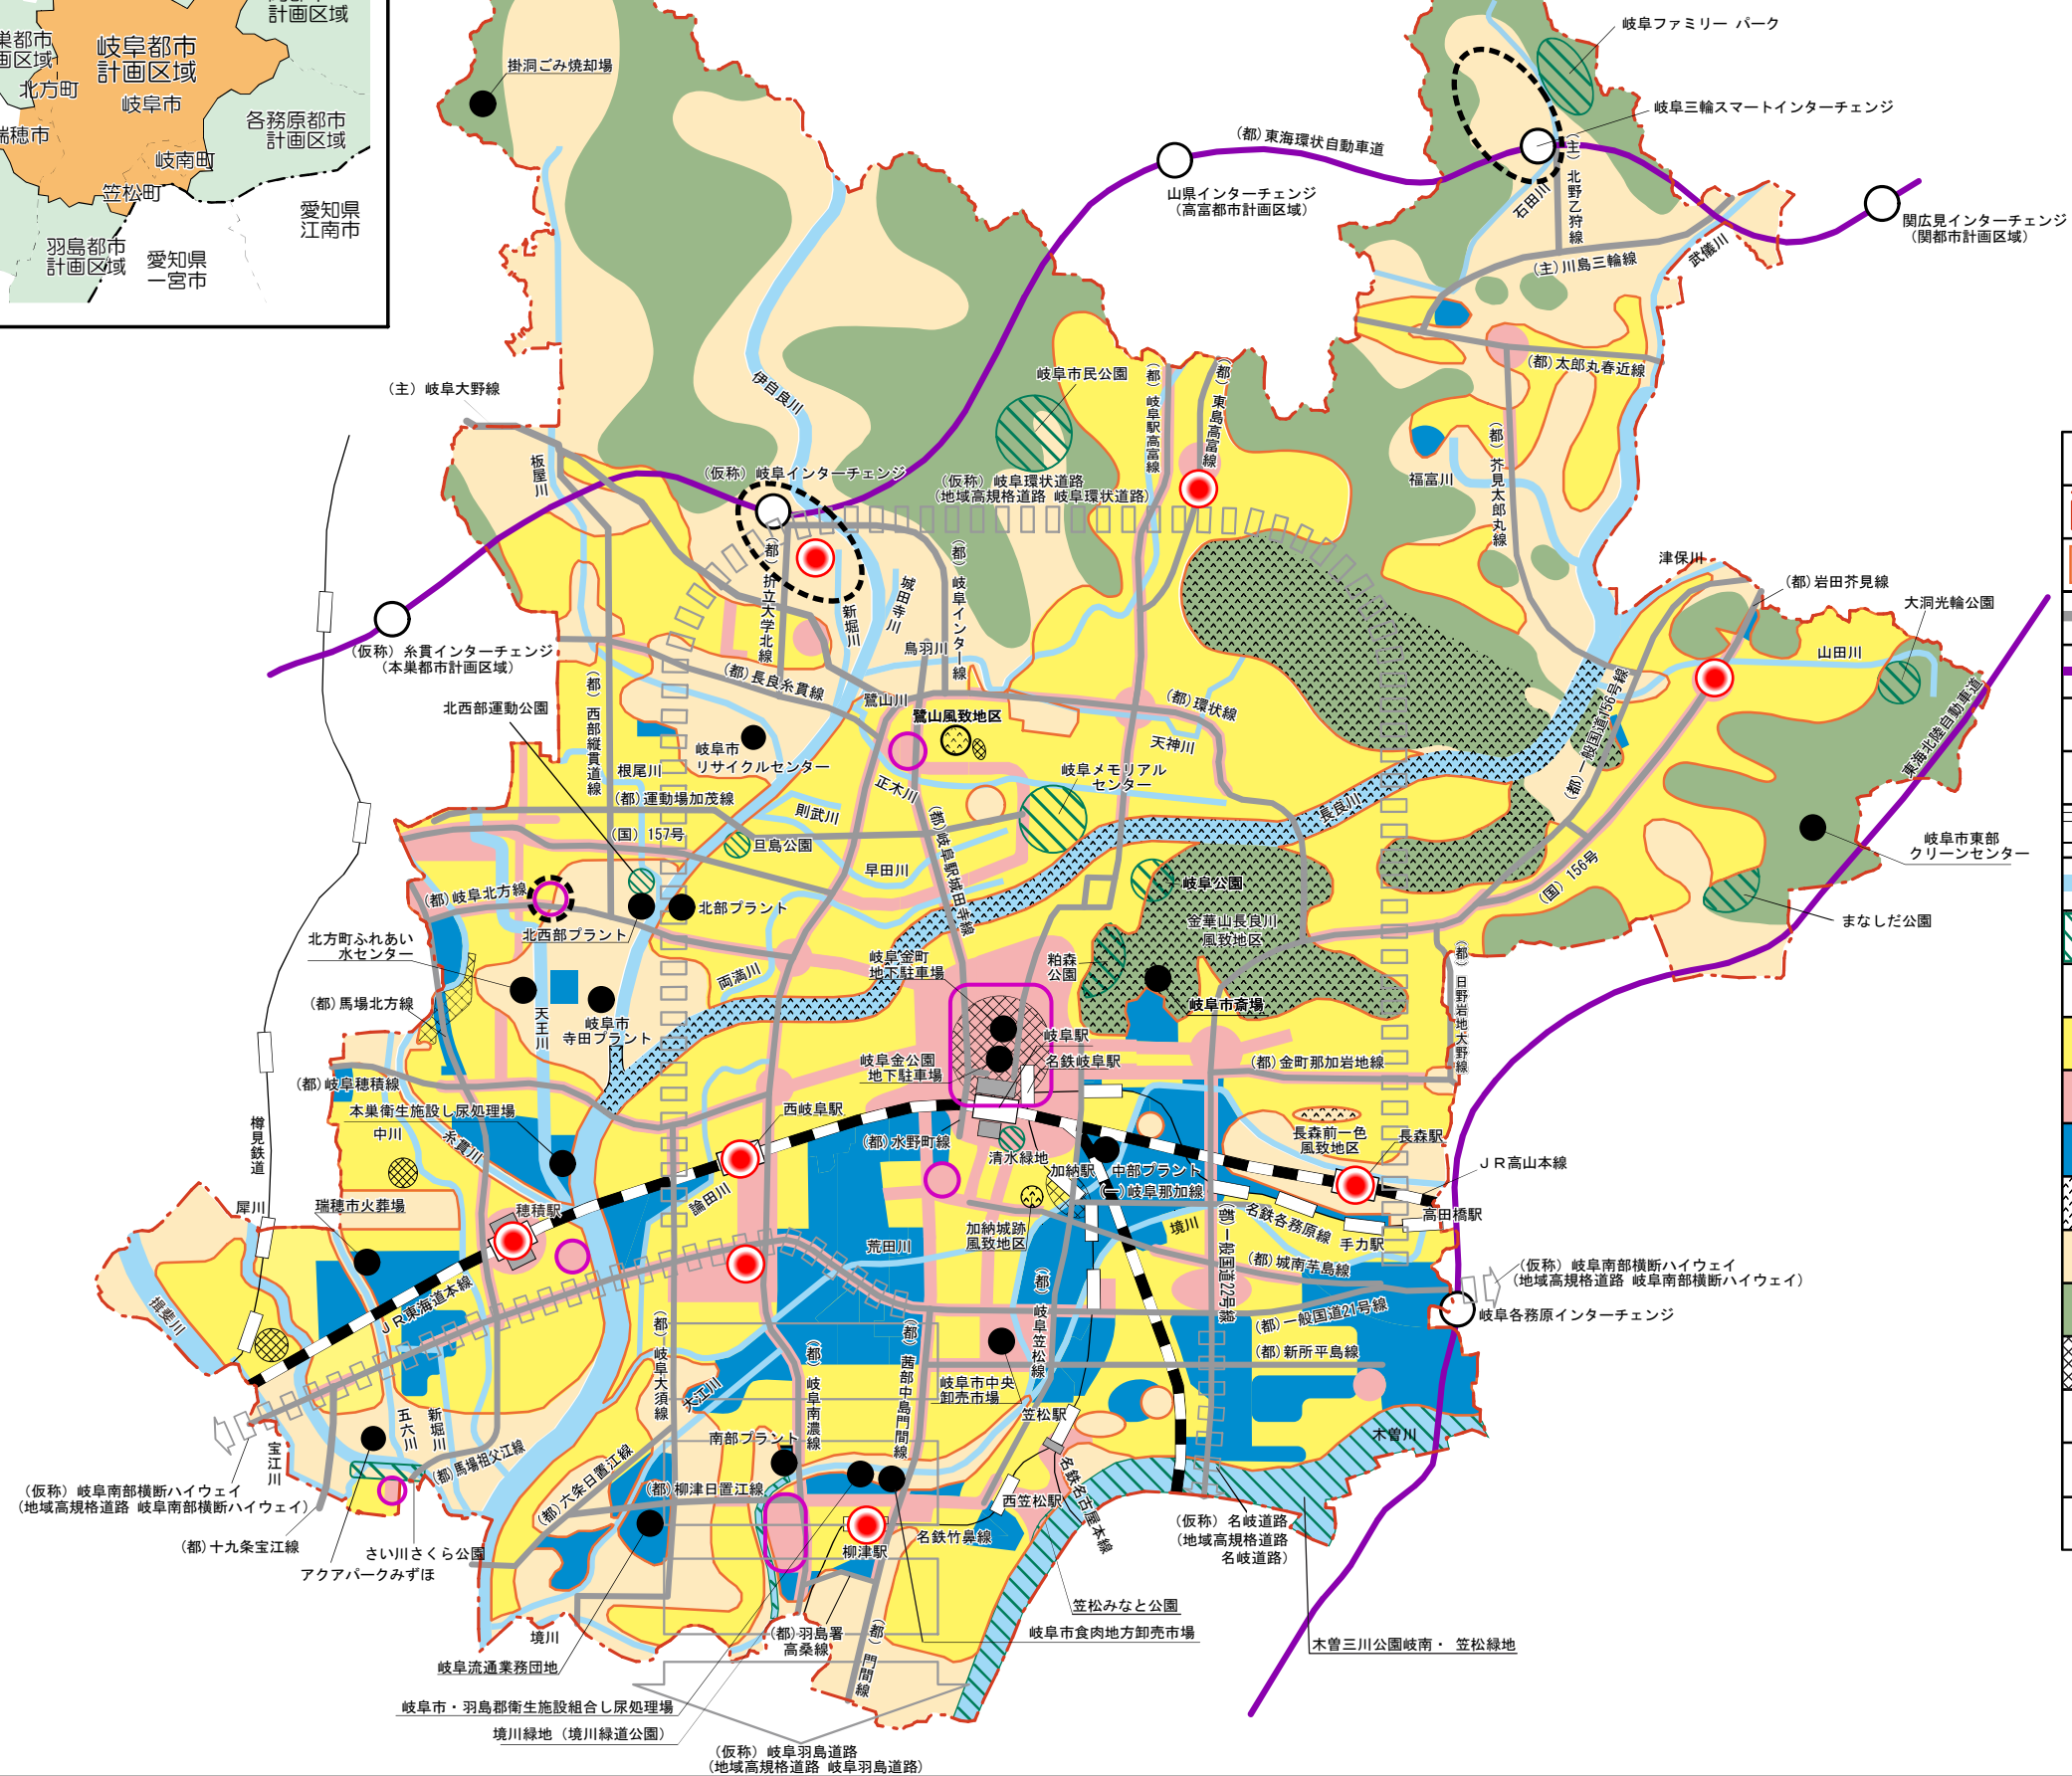 計画区域
巣都市
画区域
岐阜都市
計画区域
北方町
岐阜市
瑞穂市
各務原都市
計画区域
岐南町
笠松町
愛知県
江南市
羽島都市
計画区域
愛知県
一宮市
掛洞ごみ焼却場
岐阜ファミリー パーク
岐阜三輪スマートインターチェンジ
(都)東海環状自動車道
山県インターチェンジ
(高富都市計画区域)
石田川
(主)北野乙狩線
関広見インターチェンジ
(関都市計画区域)
武儀川
(主)川島三輪線
(都)太郎丸春近線
(主)岐阜大野線
伊自良川
岐阜市民公園
(都)岐阜駅高富線
(都)東島高富線
(都)芥見太郎丸線
福富川
板屋川
(仮称)岐阜インターチェンジ
(仮称)岐阜環状道路
(地域高規格道路 岐阜環状道路)
(都)折立大学北線
新堀川
城田寺川
(都)岐阜インター線
鳥羽川
津保川
(都)岩田芥見線
大洞光輪公園
山田川
(仮称)糸貫インターチェンジ
(本巣都市計画区域)
(都)長良糸貫線
(都)西部縦貫道線
北西部運動公園
鷺山川
鷺山風致地区
(都)環状線
天神川
(都)一般国道156号線
東海北陸自動車道
岐阜市
リサイクルセンター
根尾川
(都)運動場加茂線
正木川
則武川
岐阜メモリアル
センター
長良川
(国)157号
旦島公園
早田川
(都)岐阜駅城田寺線
岐阜公園
(国)156号
岐阜市東部
クリーンセンター
まなしだ公園
(都)岐阜北方線
北部プラント
北西プラント
金華山長良川
風致地区
北方町ふれあい
水センター
両満川
岐阜金町
地下駐車場
粕森
公園
岐阜市斎場
(都)日野岩地大野線
(都)馬場北方線
天王川
岐阜市
寺田プラント
岐阜駅
名鉄岐阜駅
岐阜金公園
地下駐車場
(都)金町那加岩地線
(都)岐阜穂積線
本巣衛生施設し尿処理場
中川
糸貫川
西岐阜駅
(都)水野町線
清水緑地
加納駅
中部プラント
(一)岐阜那加線
長森前一色
風致地区
長森駅
JR高山本線
樽見鉄道
犀川
瑞穂市火葬場
穂積駅
論田川
荒田川
加納城跡
風致地区
境川
(都)一般国道22号線
名鉄各務原線
手力駅
高田橋駅
(都)城南芋島線
(仮称)岐阜南部横断ハイウェイ
(地域高規格道路 岐阜南部横断ハイウェイ)
岐阜各務原インターチェンジ
揖斐川
JR東海道本線
(都)岐阜大須線
(都)岐阜南濃線
(都)茜部中島門間線
(都)岐阜笠松線
(都)一般国道21号線
(都)新所平島線
岐阜市中央
卸売市場
大江川
笠松駅
木曽川
宝江川
五六川
新堀川
(都)馬場祖父江線
南部プラント
(都)六条日置江線
(都)柳津日置江線
西笠松駅
名鉄名古屋本線
(仮称)岐阜南部横断ハイウェイ
(地域高規格道路 岐阜南部横断ハイウェイ)
(都)十九条宝江線
さい川さくら公園
アクアパークみずほ
柳津駅
名鉄竹鼻線
(仮称)名岐道路
(地域高規格道路
名岐道路)
笠松みなと公園
岐阜市食肉地方卸売市場
木曽三川公園岐南・ 笠松緑地
境川
(都)羽島署
高桑線
(都)門間線
岐阜流通業務団地
岐阜市・羽島郡衛生施設組合し尿処理場
境川緑地(境川緑道公園)
(仮称)岐阜羽島道路
(地域高規格道路 岐阜羽島道路)